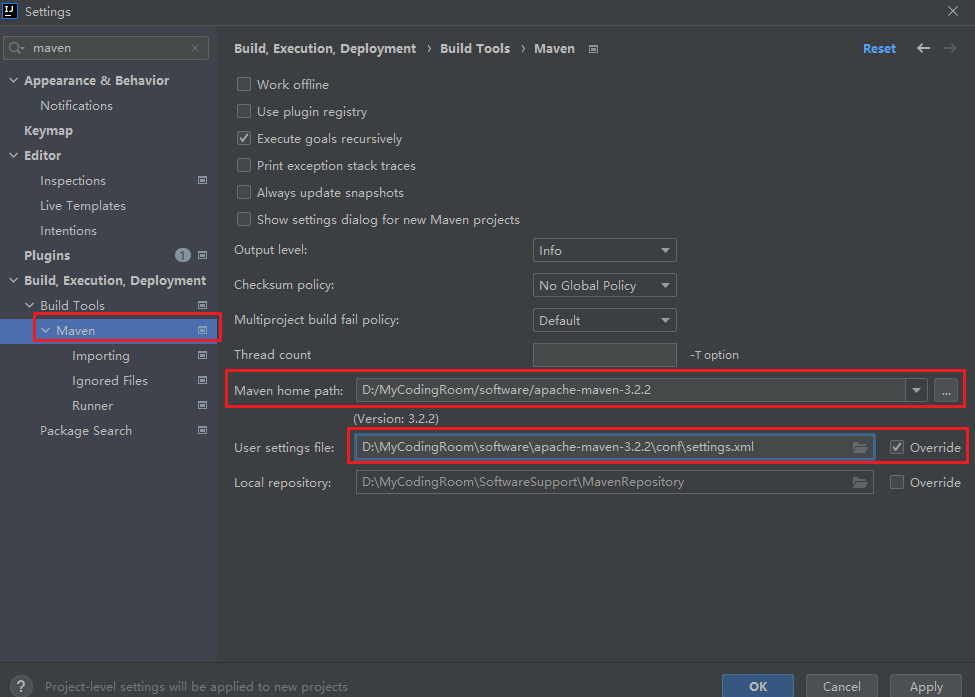 IJ Settings
maven
Appearance & Behavior
Notifications
Keymap
Editor
Inspections
Live Templates
Intentions
Plugins 1
Build, Execution, Deployment
Build Tools
Maven
Importing
Ignored Files
Runner
Package Search
Build, Execution, Deployment › Build Tools › Maven Reset
Work offline
Use plugin registry
Execute goals recursively
Print exception stack traces
Always update snapshots
Show settings dialog for new Maven projects
Output level: Info
Checksum policy: No Global Policy
Multiproject build fail policy: Default
Thread count -T option
Maven home path: D:/MyCodingRoom/software/apache-maven-3.2.2 ...
(Version: 3.2.2)
User settings file: D:\MyCodingRoom\software\apache-maven-3.2.2\conf\settings.xml Override
Local repository: D:\MyCodingRoom\SoftwareSupport\MavenRepository Override
? Project-level settings will be applied to new projects OK Cancel Apply